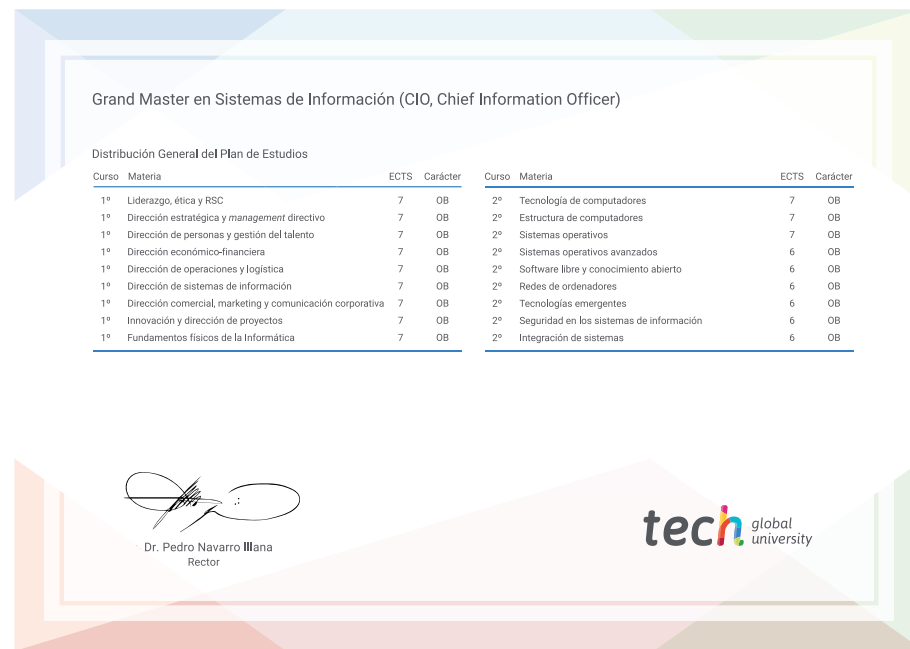 Grand Master en Sistemas de Información (CIO, Chief Information Officer)
Distribución General del Plan de Estudios
Curso Materia ECTS Carácter
1º Liderazgo, ética y RSC 7 OB
1º Dirección estratégica y management directivo 7 OB
1º Dirección de personas y gestión del talento 7 OB
1º Dirección económico-financiera 7 OB
1º Dirección de operaciones y logística 7 OB
1º Dirección de sistemas de información 7 OB
1º Dirección comercial, marketing y comunicación corporativa 7 OB
1º Innovación y dirección de proyectos 7 OB
1º Fundamentos físicos de la Informática 7 OB
Curso Materia ECTS Carácter
2º Tecnología de computadores 7 OB
2º Estructura de computadores 7 OB
2º Sistemas operativos 7 OB
2º Sistemas operativos avanzados 6 OB
2º Software libre y conocimiento abierto 6 OB
2º Redes de ordenadores 6 OB
2º Tecnologías emergentes 6 OB
2º Seguridad en los sistemas de información 6 OB
2º Integración de sistemas 6 OB
Dr. Pedro Navarro Illana
Rector
tech global
university